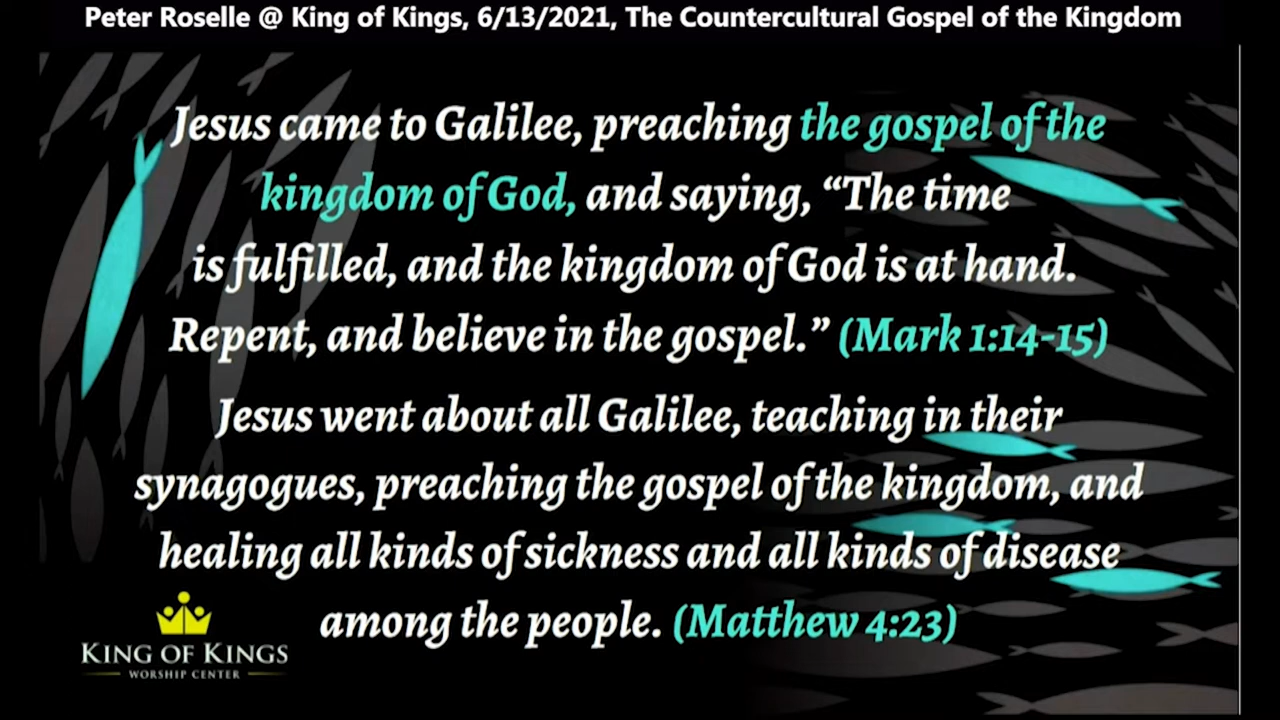 Peter Roselle @ King of Kings, 6/13/2021, The Countercultural Gospel of the Kingdom
Jesus came to Galilee, preaching the gospel of the
kingdom of God, and saying, “The time
is fulfilled, and the kingdom of God is at hand.
Repent, and believe in the gospel.” (Mark 1:14-15)
Jesus went about all Galilee, teaching in their
synagogues, preaching the gospel of the kingdom, and
healing all kinds of sickness and all kinds of disease
among the people. (Matthew 4:23)
KING OF KINGS
WORSHIP CENTER